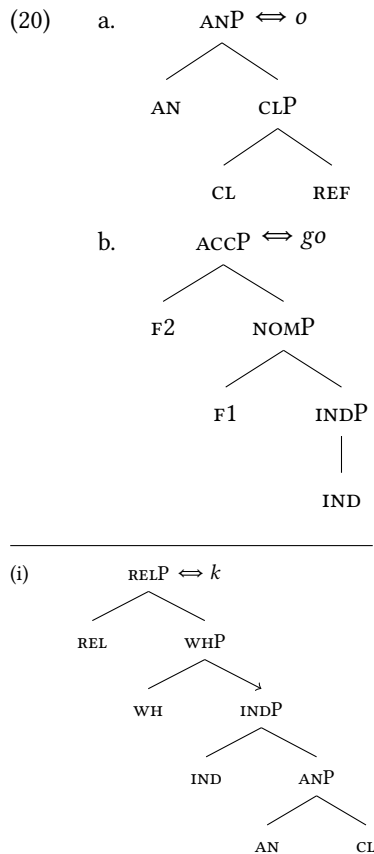 (20) a. ANP ⇔ o
AN CLP
CL REF
b. ACCP ⇔ go
F2 NOMP
F1 INDP
IND
(i) RELP ⇔ k
REL WHP
WH INDP
IND ANP
AN CL